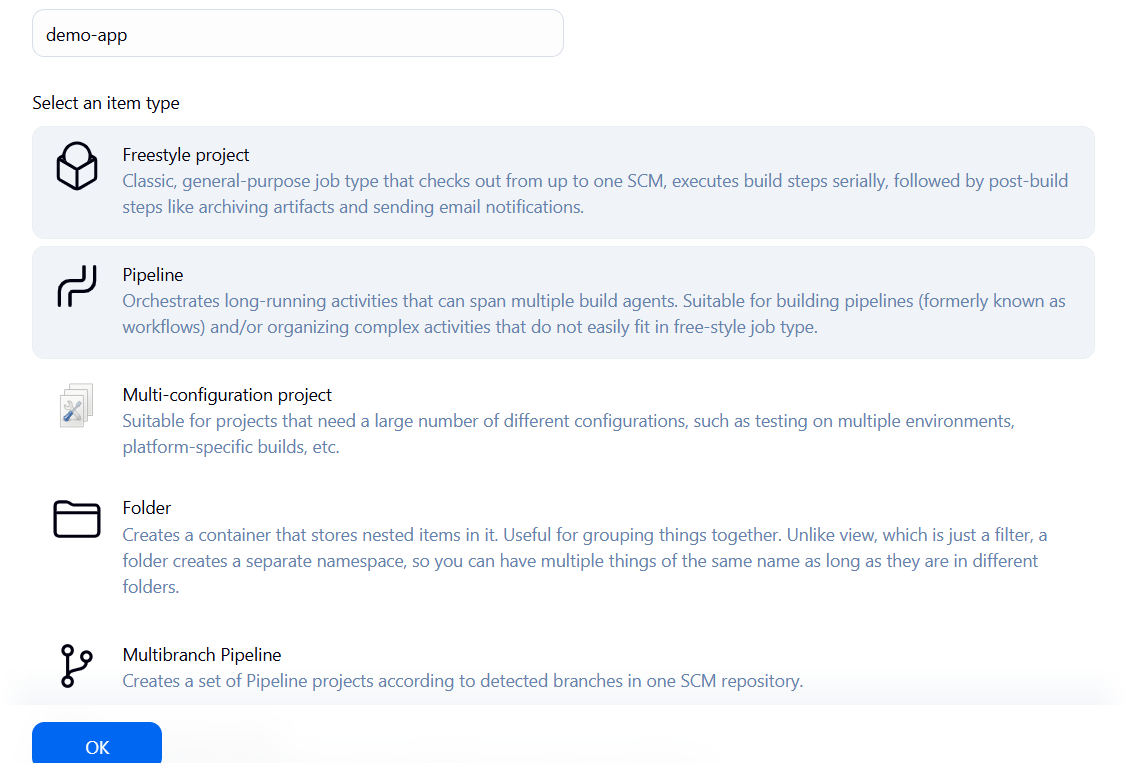 demo-app
Select an item type
Freestyle project
Classic, general-purpose job type that checks out from up to one SCM, executes build steps serially, followed by post-build
steps like archiving artifacts and sending email notifications.
Pipeline
Orchestrates long-running activities that can span multiple build agents. Suitable for building pipelines (formerly known as
workflows) and/or organizing complex activities that do not easily fit in free-style job type.
Multi-configuration project
Suitable for projects that need a large number of different configurations, such as testing on multiple environments,
platform-specific builds, etc.
Folder
Creates a container that stores nested items in it. Useful for grouping things together. Unlike view, which is just a filter, a
folder creates a separate namespace, so you can have multiple things of the same name as long as they are in different
folders.
Multibranch Pipeline
Creates a set of Pipeline projects according to detected branches in one SCM repository.
OK